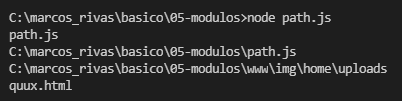 C:\marcos_rivas\basico\05-modulos>node path.js
path.js
C:\marcos_rivas\basico\05-modulos\path.js
C:\marcos_rivas\basico\05-modulos\www\img\home\uploads
quux.html